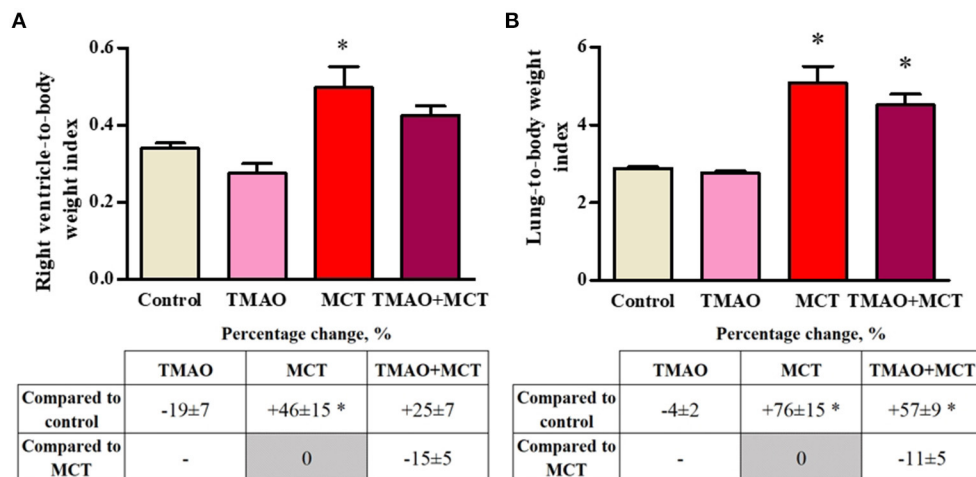 A
Right ventricle-to-body
weight index
0.6
0.4
0.2
0.0
*
Control TMAO MCT TMAO+MCT
Percentage change, %
TMAO MCT TMAO+MCT
Compared to
control
-19±7 +46±15 * +25±7
Compared to
MCT
- 0 -15±5
B
Lung-to-body weight
index
6
4
2
0
*
*
Control TMAO MCT TMAO+MCT
Percentage change, %
TMAO MCT TMAO+MCT
Compared to
control
-4±2 +76±15 * +57±9 *
Compared to
MCT
- 0 -11±5